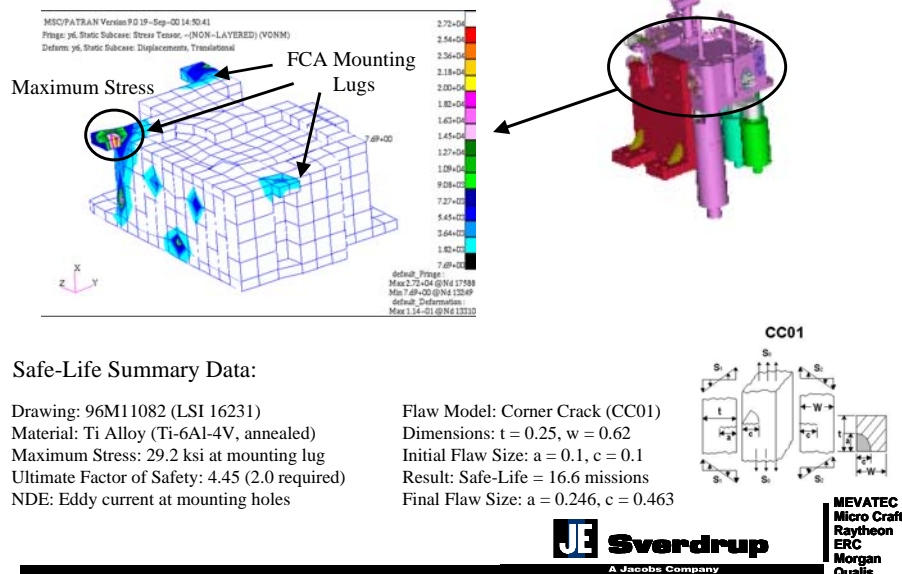 MSC/PATRAN Version 9.0 19-Sep-00 14:50:41
Fringe: y6, Static Subcase: Stress Tensor, -(NON-LAYERED) (VONM)
Deform: y6, Static Subcase: Displacements, Translational
FCA Mounting
Lugs
Maximum Stress
7.69+00
2.72+04
2.54+04
2.36+04
2.18+04
2.00+04
1.82+04
1.63+04
1.45+04
1.27+04
1.09+04
9.08+03
7.27+03
5.45+03
3.64+03
1.82+03
7.69+00
default_Fringe :
Max 2.72+04 @Nd 17588
Min 7.69+00 @Nd 13249
default_Deformation :
Max 1.14-01 @Nd 13310
X
Z
Y
Safe-Life Summary Data:
Drawing: 96M11082 (LSI 16231)
Material: Ti Alloy (Ti-6Al-4V, annealed)
Maximum Stress: 29.2 ksi at mounting lug
Ultimate Factor of Safety: 4.45 (2.0 required)
NDE: Eddy current at mounting holes
Flaw Model: Corner Crack (CC01)
Dimensions: t = 0.25, w = 0.62
Initial Flaw Size: a = 0.1, c = 0.1
Result: Safe-Life = 16.6 missions
Final Flaw Size: a = 0.246, c = 0.463
CC01
S₀
S₁
S₂
t
a
c
W
c
t
a
c
W
S₁
S₀
S₂
JE Sverdrup
A Jacobs Company
MEVATEC
Micro Craft
Raytheon
ERC
Morgan
Qualis